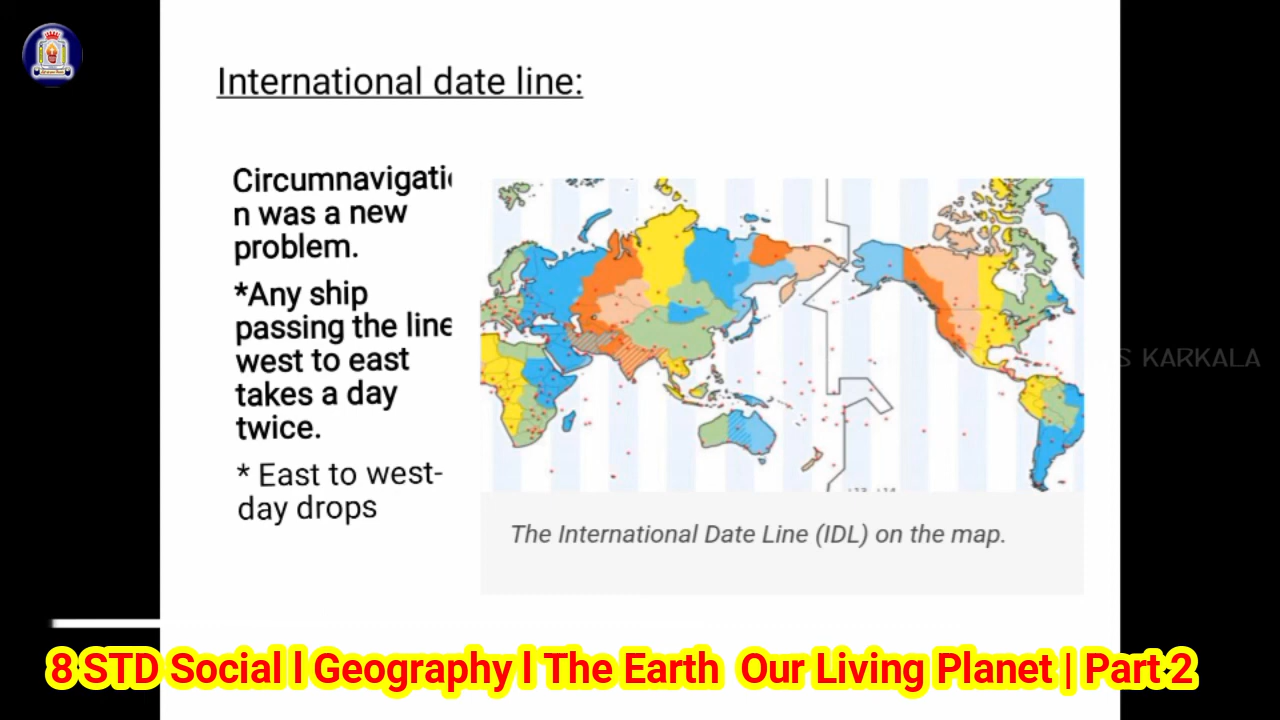 International date line:
Circumnavigatio
n was a new
problem.
*Any ship
passing the line
west to east
takes a day
twice.
* East to west-
day drops
The International Date Line (IDL) on the map.
S KARKALA
8 STD Social l Geography l The Earth Our Living Planet | Part-2